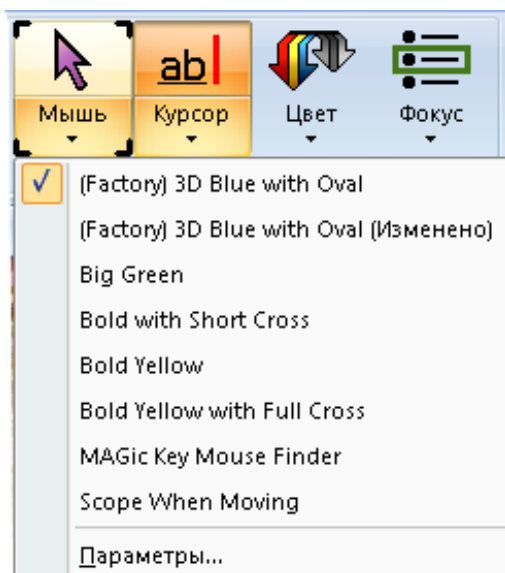 ab
Мышь Курсор Цвет Фокус
(Factory) 3D Blue with Oval
(Factory) 3D Blue with Oval (Изменено)
Big Green
Bold with Short Cross
Bold Yellow
Bold Yellow with Full Cross
MAGic Key Mouse Finder
Scope When Moving
Параметры...